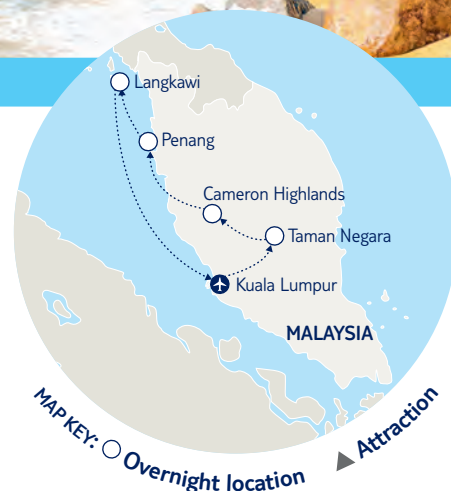 Langkawi
Penang
Cameron Highlands
Taman Negara
Kuala Lumpur
MALAYSIA
MAP KEY: Overnight location
Attraction